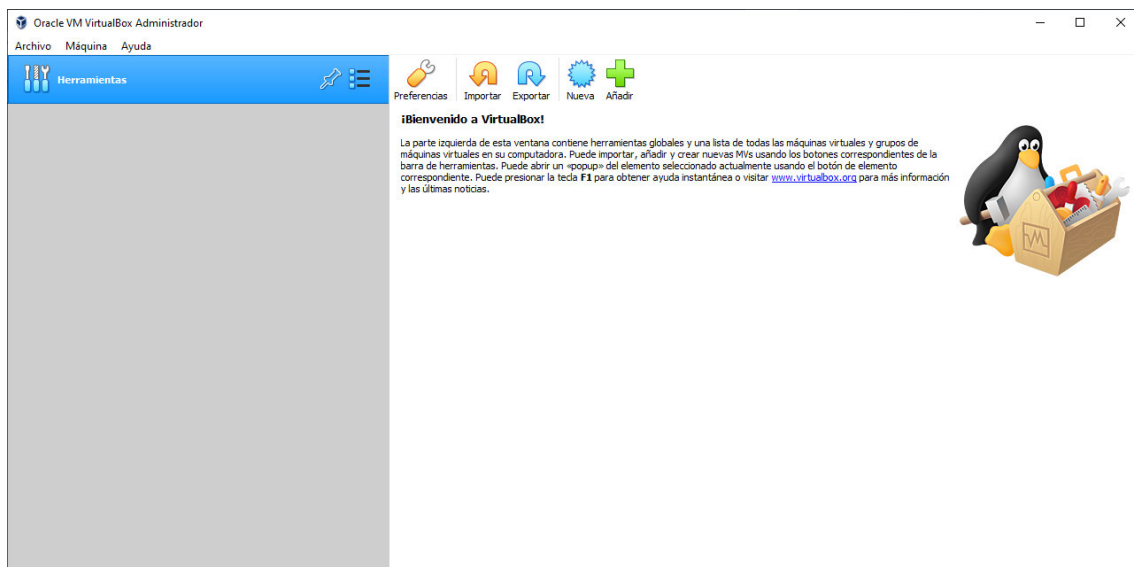 Oracle VM VirtualBox Administrador
Archivo Máquina Ayuda
Herramientas
Preferencias Importar Exportar Nueva Añadir
¡Bienvenido a VirtualBox!
La parte izquierda de esta ventana contiene herramientas globales y una lista de todas las máquinas virtuales y grupos de
máquinas virtuales en su computadora. Puede importar, añadir y crear nuevas MVs usando los botones correspondientes de la
barra de herramientas. Puede abrir un «popup» del elemento seleccionado actualmente usando el botón de elemento
correspondiente. Puede presionar la tecla F1 para obtener ayuda instantánea o visitar www.virtualbox.org para más información
y las últimas noticias.